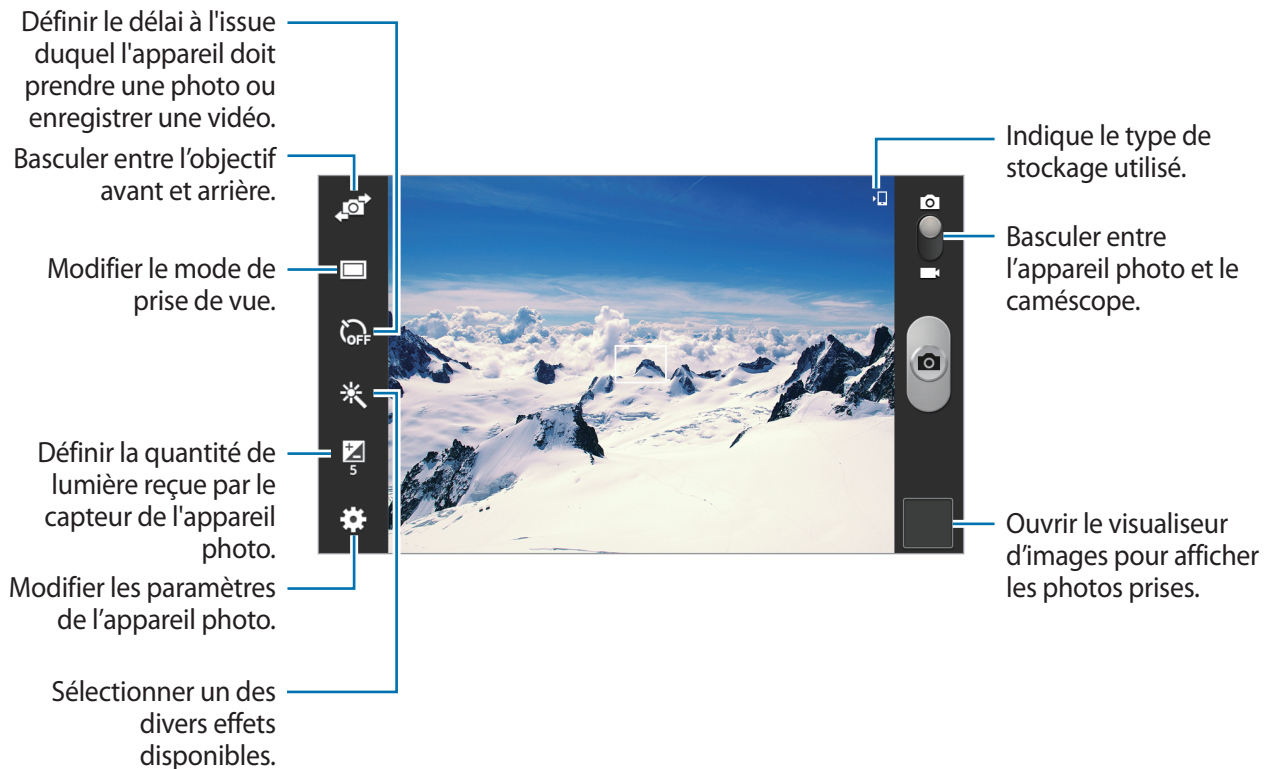 Définir le délai à l'issue
duquel l'appareil doit
prendre une photo ou
enregistrer une vidéo.
Basculer entre l’objectif
avant et arrière.
Modifier le mode de
prise de vue.
OFF
Définir la quantité de
lumière reçue par le
capteur de l'appareil
photo.
5
Modifier les paramètres
de l’appareil photo.
Sélectionner un des
divers effets
disponibles.
Indique le type de
stockage utilisé.
Basculer entre
l’appareil photo et le
caméscope.
Ouvrir le visualiseur
d’images pour afficher
les photos prises.